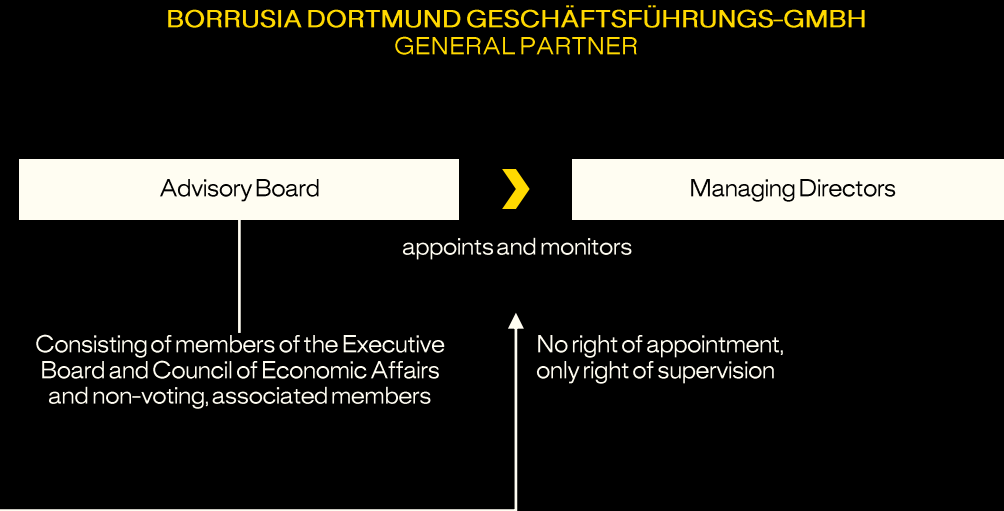 BORRUSIA DORTMUND GESCHÄFTSFÜHRUNGS-GMBH
GENERAL PARTNER
Advisory Board
Managing Directors
appoints and monitors
Consisting of members of the Executive
Board and Council of Economic Affairs
and non-voting, associated members
No right of appointment,
only right of supervision